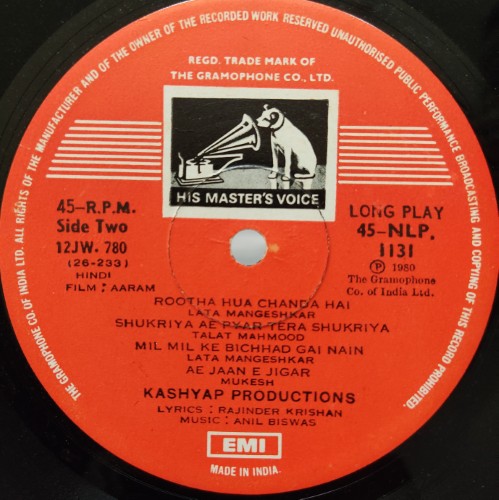 ALL RIGHTS OF THE MANUFACTURER AND OF THE OWNER OF THE RECORDED WORK RESERVED UNAUTHORISED PUBLIC PERFORMANCE BROADCASTING AND COPYING OF THIS RECORD PROHIBITED.
THE GRAMOPHONE CO. OF INDIA LTD.
REGD. TRADE MARK OF
THE GRAMOPHONE CO., LTD.
HIS MASTER'S VOICE
45-R.P.M.
Side Two
12JW. 780
(26-233)
HINDI
FILM : AARAM
LONG PLAY
45-NLP.
1131
Ⓟ 1980
The Gramophone
Co. of India Ltd.
ROOTHA HUA CHANDA HAI
LATA MANGESHKAR
SHUKRIYA AE PYAR TERA SHUKRIYA
TALAT MAHMOOD
MIL MIL KE BICHHAD GAI NAIN
LATA MANGESHKAR
AE JAAN E JIGAR
MUKESH
KASHYAP PRODUCTIONS
LYRICS : RAJINDER KRISHAN
MUSIC : ANIL BISWAS
EMI
MADE IN INDIA.